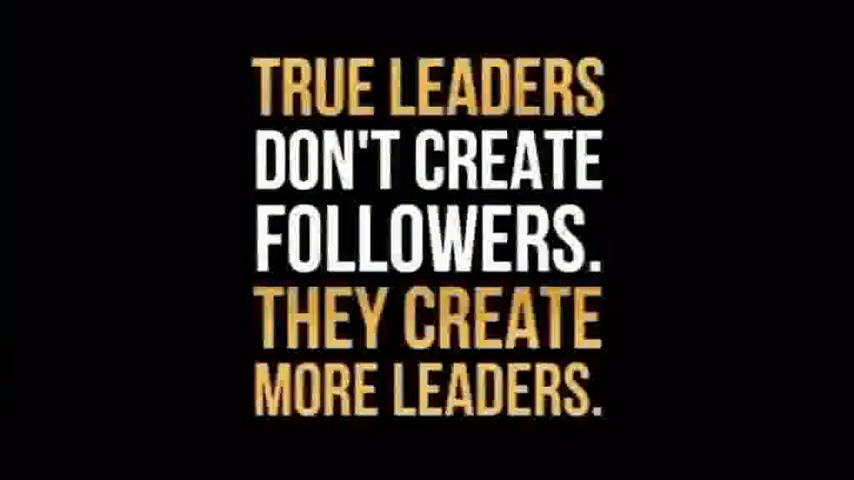 TRUE LEADERS
DON'T CREATE
FOLLOWERS.
THEY CREATE
MORE LEADERS.